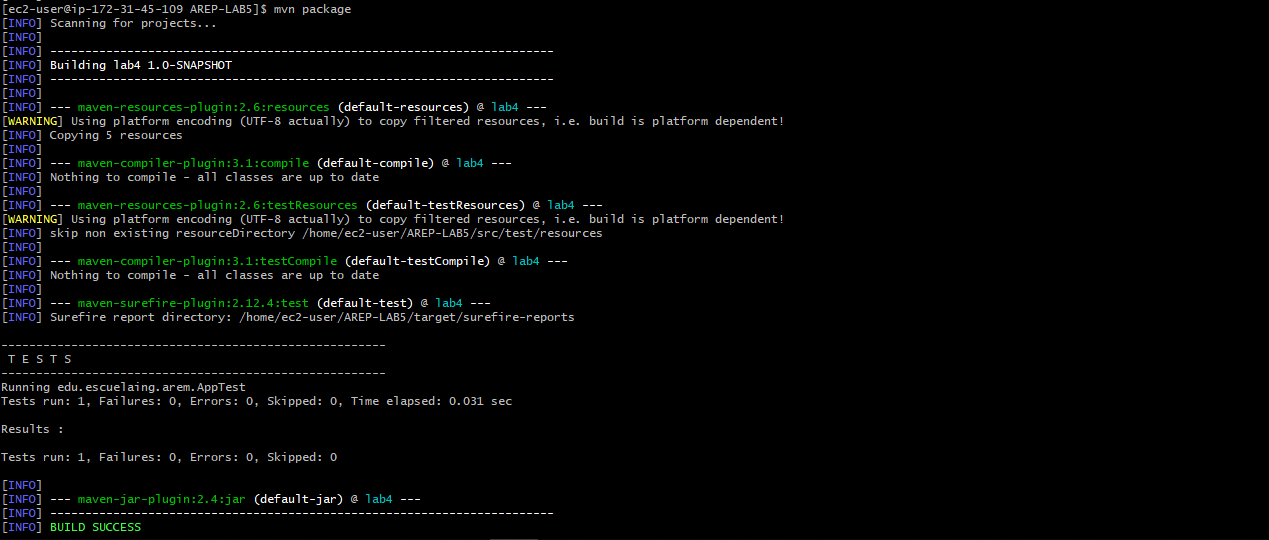 [ec2-user@ip-172-31-45-109 AREP-LAB5]$ mvn package
[INFO] Scanning for projects...
[INFO]
[INFO] ------------------------------------------------------------------------
[INFO] Building lab4 1.0-SNAPSHOT
[INFO] ------------------------------------------------------------------------
[INFO]
[INFO] --- maven-resources-plugin:2.6:resources (default-resources) @ lab4 ---
[WARNING] Using platform encoding (UTF-8 actually) to copy filtered resources, i.e. build is platform dependent!
[INFO] Copying 5 resources
[INFO]
[INFO] --- maven-compiler-plugin:3.1:compile (default-compile) @ lab4 ---
[INFO] Nothing to compile - all classes are up to date
[INFO]
[INFO] --- maven-resources-plugin:2.6:testResources (default-testResources) @ lab4 ---
[WARNING] Using platform encoding (UTF-8 actually) to copy filtered resources, i.e. build is platform dependent!
[INFO] skip non existing resourceDirectory /home/ec2-user/AREP-LAB5/src/test/resources
[INFO]
[INFO] --- maven-compiler-plugin:3.1:testCompile (default-testCompile) @ lab4 ---
[INFO] Nothing to compile - all classes are up to date
[INFO]
[INFO] --- maven-surefire-plugin:2.12.4:test (default-test) @ lab4 ---
[INFO] Surefire report directory: /home/ec2-user/AREP-LAB5/target/surefire-reports
-------------------------------------------------------
T E S T S
-------------------------------------------------------
Running edu.escuelaing.arem.AppTest
Tests run: 1, Failures: 0, Errors: 0, Skipped: 0, Time elapsed: 0.031 sec
Results :
Tests run: 1, Failures: 0, Errors: 0, Skipped: 0
[INFO]
[INFO] --- maven-jar-plugin:2.4:jar (default-jar) @ lab4 ---
[INFO] ------------------------------------------------------------------------
[INFO] BUILD SUCCESS